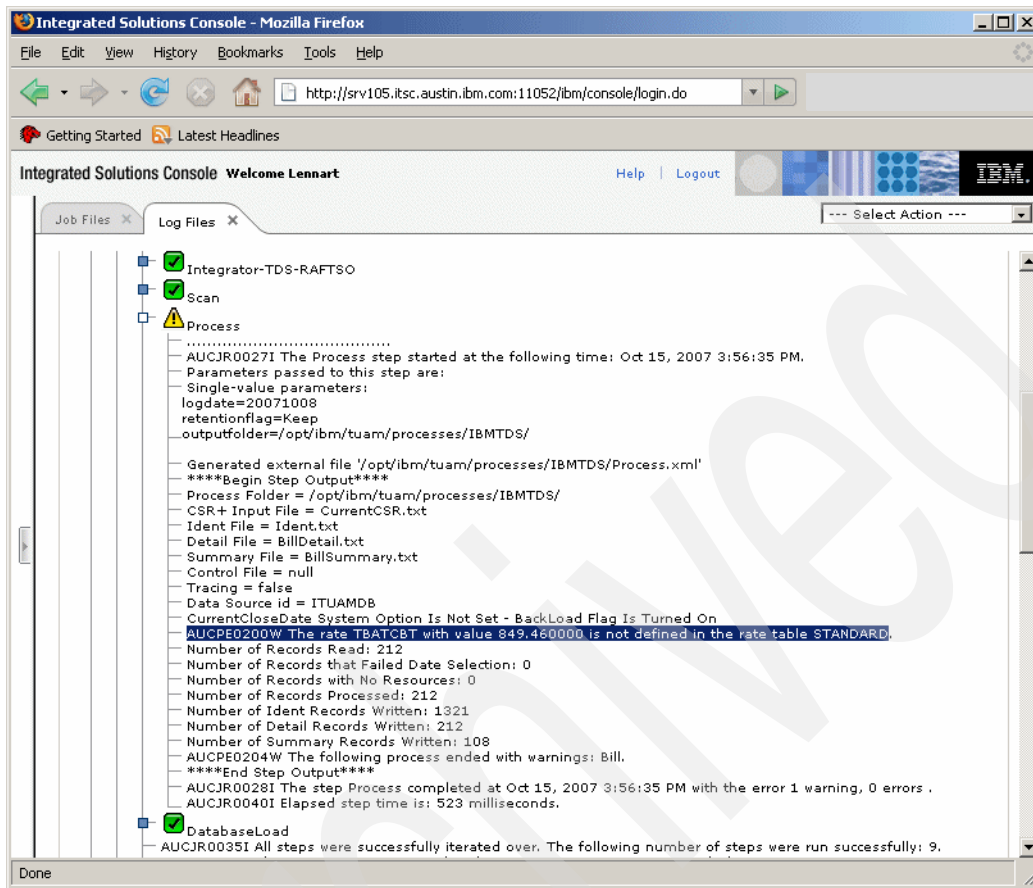 Integrated Solutions Console - Mozilla Firefox
File Edit View History Bookmarks Tools Help
http://srv105.itsc.austin.ibm.com:11052/ibm/console/login.do
Getting Started Latest Headlines
Integrated Solutions Console Welcome Lennart Help | Logout IBM.
Job Files Log Files --- Select Action ---
Integrator-TDS-RAFTSO
Scan
Process
.......................................
AUCJR0027I The Process step started at the following time: Oct 15, 2007 3:56:35 PM.
Parameters passed to this step are:
Single-value parameters:
logdate=20071008
retentionflag=Keep
outputfolder=/opt/ibm/tuam/processes/IBMTDS/
Generated external file '/opt/ibm/tuam/processes/IBMTDS/Process.xml'
****Begin Step Output****
Process Folder = /opt/ibm/tuam/processes/IBMTDS/
CSR+ Input File = CurrentCSR.txt
Ident File = Ident.txt
Detail File = BillDetail.txt
Summary File = BillSummary.txt
Control File = null
Tracing = false
Data Source id = ITUAMDB
CurrentCloseDate System Option Is Not Set - BackLoad Flag Is Turned On
AUCPE0200W The rate TBATCBT with value 849.460000 is not defined in the rate table STANDARD.
Number of Records Read: 212
Number of Records that Failed Date Selection: 0
Number of Records with No Resources: 0
Number of Records Processed: 212
Number of Ident Records Written: 1321
Number of Detail Records Written: 212
Number of Summary Records Written: 108
AUCPE0204W The following process ended with warnings: Bill.
****End Step Output****
AUCJR0028I The step Process completed at Oct 15, 2007 3:56:35 PM with the error 1 warning, 0 errors .
AUCJR0040I Elapsed step time is: 523 milliseconds.
DatabaseLoad
AUCJR0035I All steps were successfully iterated over. The following number of steps were run successfully: 9.
Done